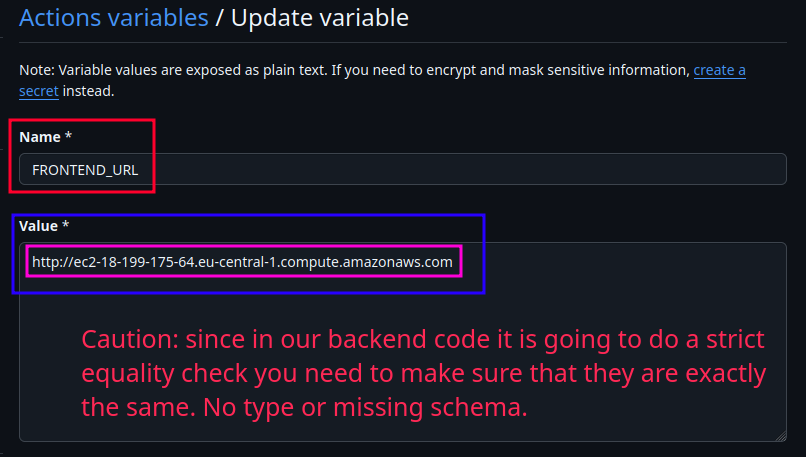 Actions variables / Update variable
Note: Variable values are exposed as plain text. If you need to encrypt and mask sensitive information, create a
secret instead.
Name *
FRONTEND_URL
Value *
http://ec2-18-199-175-64.eu-central-1.compute.amazonaws.com
Caution: since in our backend code it is going to do a strict
equality check you need to make sure that they are exactly
the same. No type or missing schema.